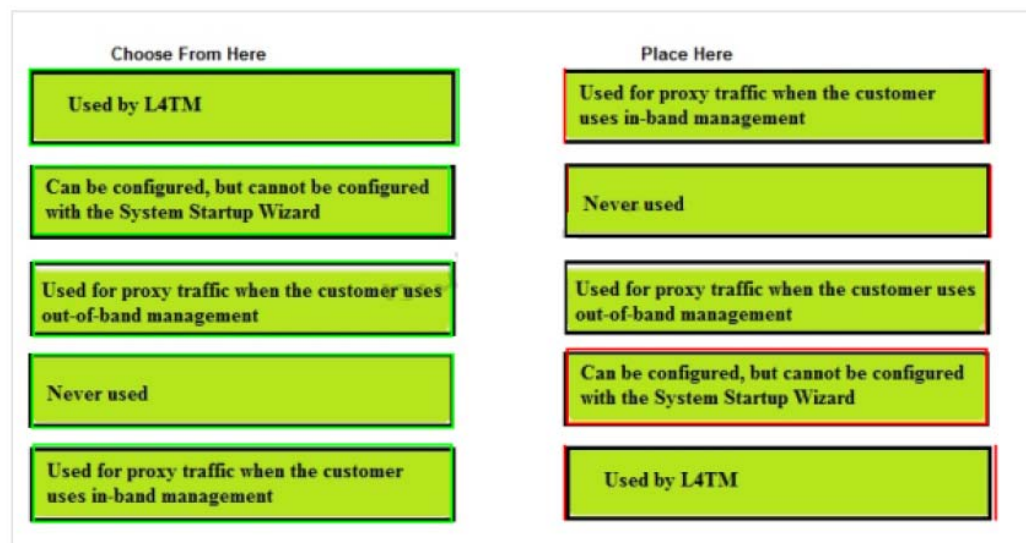 Choose From Here
Used by L4TM
Can be configured, but cannot be configured
with the System Startup Wizard
Used for proxy traffic when the customer uses
out-of-band management
Never used
Used for proxy traffic when the customer
uses in-band management
Place Here
Used for proxy traffic when the customer
uses in-band management
Never used
Used for proxy traffic when the customer uses
out-of-band management
Can be configured, but cannot be configured
with the System Startup Wizard
Used by L4TM